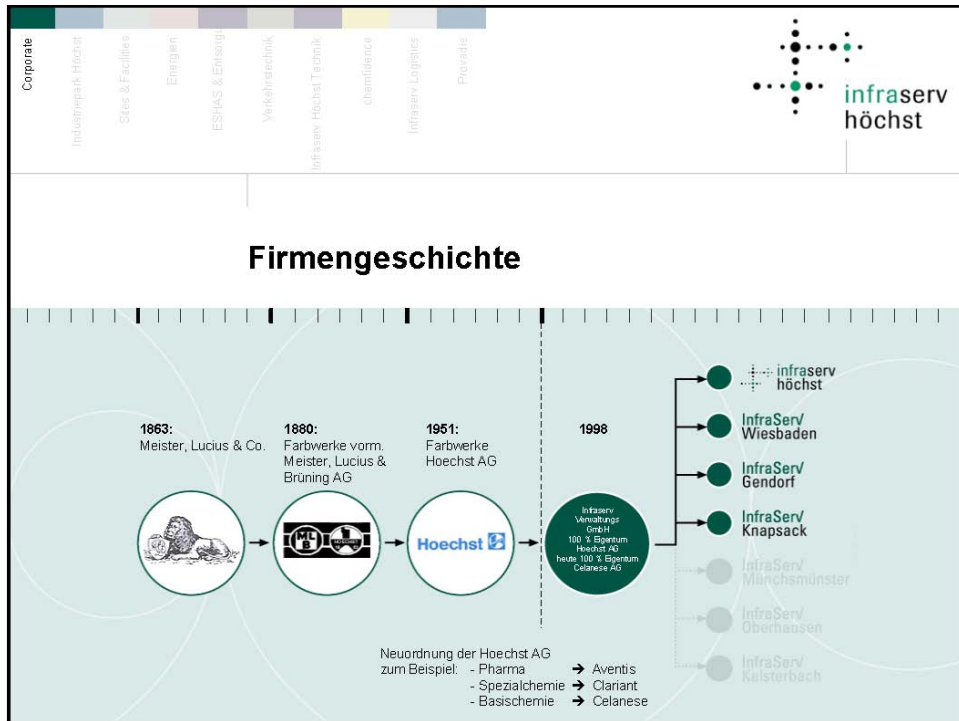 Corporate
Industriepark Höchst
Sites & Facilities
Energien
ESHAS & Entsorgu
Verkehrstechnik
Infraserv Höchst Technik
chemfidence
Infraserv Logistics
Provadis
infraserv
höchst
Firmengeschichte
1863:
Meister, Lucius & Co.
1880:
Farbwerke vorm.
Meister, Lucius &
Brüning AG
1951:
Farbwerke
Hoechst AG
1998
Hoechst
Infraserv
Verwaltungs
GmbH
100 % Eigentum
Hoechst AG
heute 100 % Eigentum
Celanese AG
infraserv
höchst
InfraServ
Wiesbaden
InfraServ
Gendorf
InfraServ
Knapsack
InfraServ
Münchsmünster
InfraServ
Oberhausen
InfraServ
Kelsterbach
Neuordnung der Hoechst AG
zum Beispiel: - Pharma ➔ Aventis
- Spezialchemie ➔ Clariant
- Basischemie ➔ Celanese